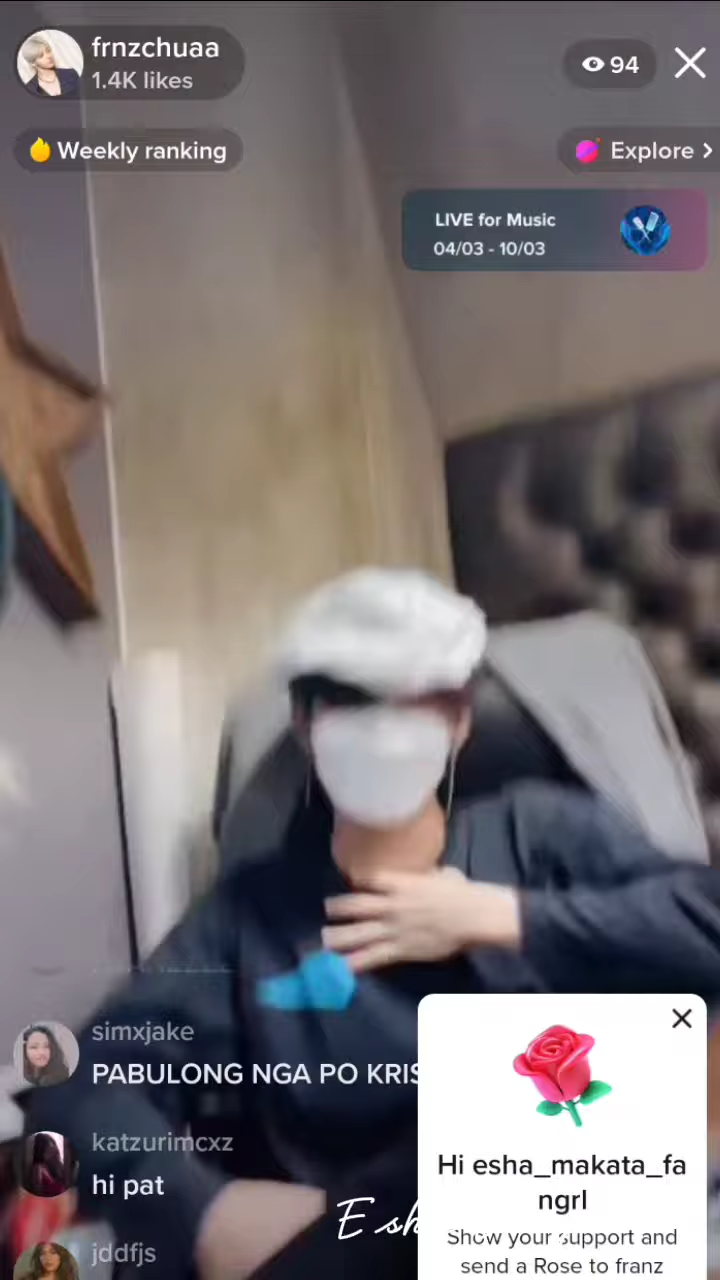 frnzchuaa
1.4K likes
94
Weekly ranking
Explore
LIVE for Music
04/03 - 10/03
simxjake
PABULONG NGA PO KRIS
katzurimcxz
hi pat
jddfjs
Esh
Hi esha_makata_fa
ngrl
Show your support and
send a Rose to franz